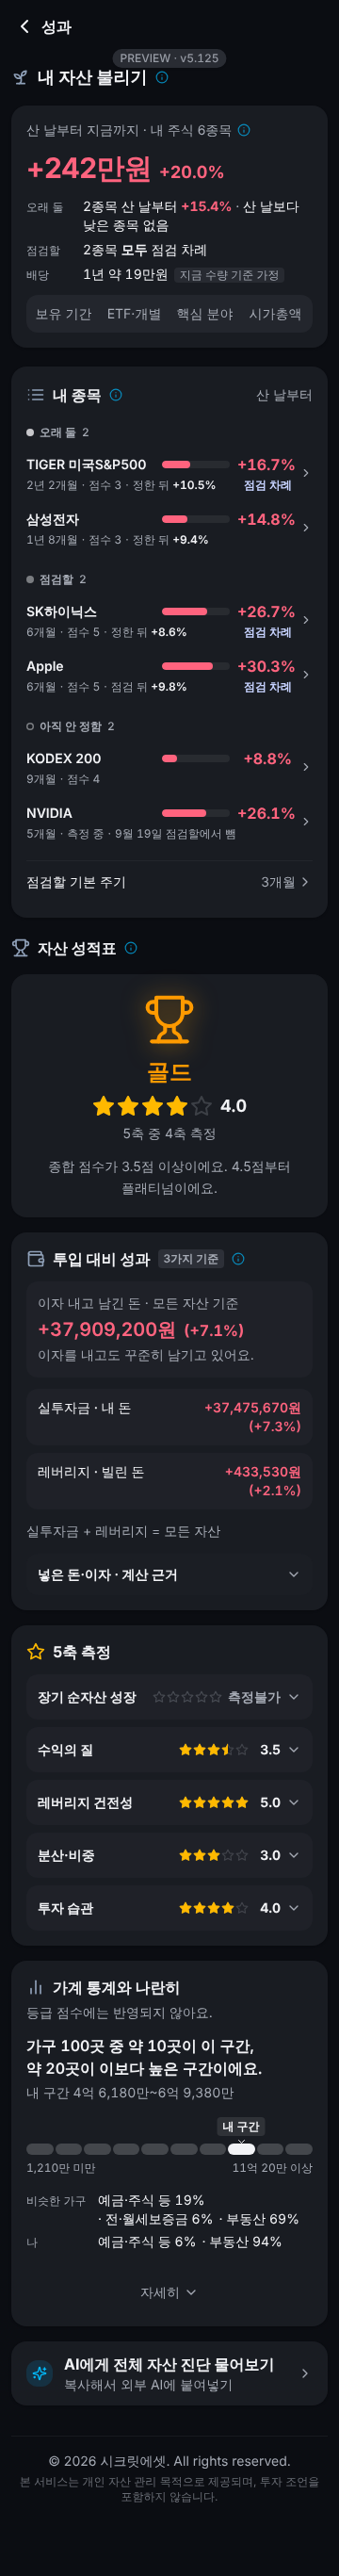 성과
PREVIEW · v5.125
내 자산 불리기
산 날부터 지금까지 · 내 주식 6종목
+242만원 +20.0%
오래 둘 2종목 산 날부터 +15.4% · 산 날보다
낮은 종목 없음
점검할 2종목 모두 점검 차례
배당 1년 약 19만원 지금 수량 기준 가정
보유 기간 ETF·개별 핵심 분야 시가총액
내 종목 산 날부터
오래 둘 2
TIGER 미국S&P500 +16.7%
2년 2개월 · 점수 3 · 정한 뒤 +10.5% 점검 차례
삼성전자 +14.8%
1년 8개월 · 점수 3 · 정한 뒤 +9.4%
점검할 2
SK하이닉스 +26.7%
6개월 · 점수 5 · 정한 뒤 +8.6% 점검 차례
Apple +30.3%
6개월 · 점수 5 · 점검 뒤 +9.8% 점검 차례
아직 안 정함 2
KODEX 200 +8.8%
9개월 · 점수 4
NVIDIA +26.1%
5개월 · 측정 중 · 9월 19일 점검할에서 뺌
점검할 기본 주기 3개월
자산 성적표
골드
4.0
5축 중 4축 측정
종합 점수가 3.5점 이상이에요. 4.5점부터
플래티넘이에요.
투입 대비 성과 3가지 기준
이자 내고 남긴 돈 · 모든 자산 기준
+37,909,200원 (+7.1%)
이자를 내고도 꾸준히 남기고 있어요.
실투자금 · 내 돈 +37,475,670원
(+7.3%)
레버리지 · 빌린 돈 +433,530원
(+2.1%)
실투자금 + 레버리지 = 모든 자산
넣은 돈·이자 · 계산 근거
5축 측정
장기 순자산 성장 측정불가
수익의 질 3.5
레버리지 건전성 5.0
분산·비중 3.0
투자 습관 4.0
가계 통계와 나란히
등급 점수에는 반영되지 않아요.
가구 100곳 중 약 10곳이 이 구간,
약 20곳이 이보다 높은 구간이에요.
내 구간 4억 6,180만~6억 9,380만
내 구간
1,210만 미만 11억 20만 이상
비슷한 가구 예금·주식 등 19%
· 전·월세보증금 6% · 부동산 69%
나 예금·주식 등 6% · 부동산 94%
자세히
AI에게 전체 자산 진단 물어보기
복사해서 외부 AI에 붙여넣기
© 2026 시크릿에셋. All rights reserved.
본 서비스는 개인 자산 관리 목적으로 제공되며, 투자 조언을
포함하지 않습니다.